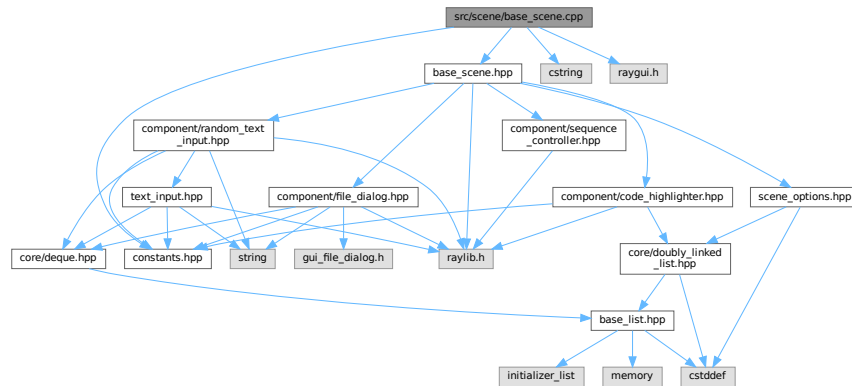 src/scene/base_scene.cpp
base_scene.hpp
cstring
raygui.h
component/random_text
_input.hpp
component/sequence
_controller.hpp
text_input.hpp
component/file_dialog.hpp
component/code_highlighter.hpp
scene_options.hpp
core/deque.hpp
constants.hpp
string
gui_file_dialog.h
raylib.h
core/doubly_linked
_list.hpp
base_list.hpp
initializer_list
memory
cstddef